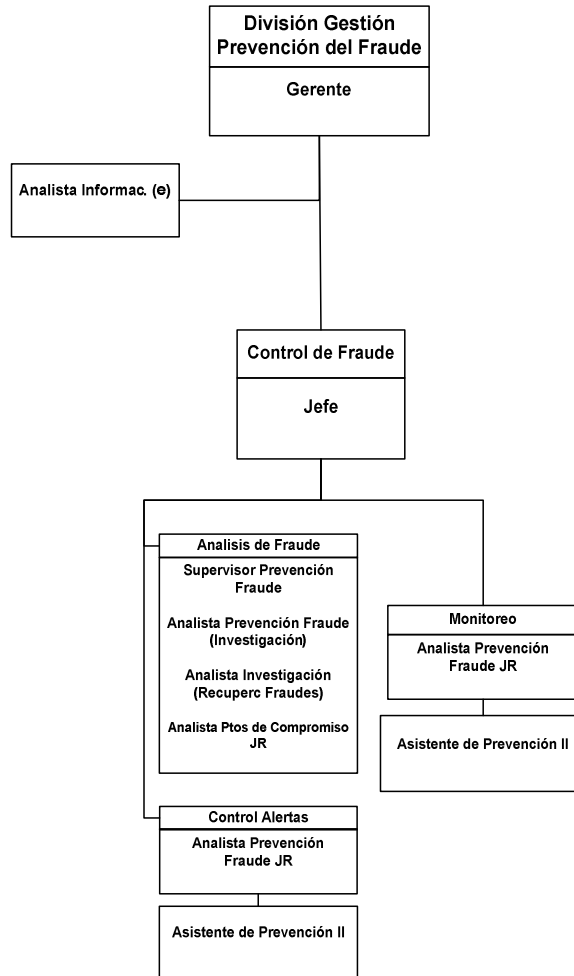 División Gestión
Prevención del Fraude
Gerente
Analista Informac. (e)
Control de Fraude
Jefe
Analisis de Fraude
Supervisor Prevención
Fraude
Analista Prevención Fraude
(Investigación)
Analista Investigación
(Recuperc Fraudes)
Analista Ptos de Compromiso
JR
Monitoreo
Analista Prevención
Fraude JR
Asistente de Prevención II
Control Alertas
Analista Prevención
Fraude JR
Asistente de Prevención II